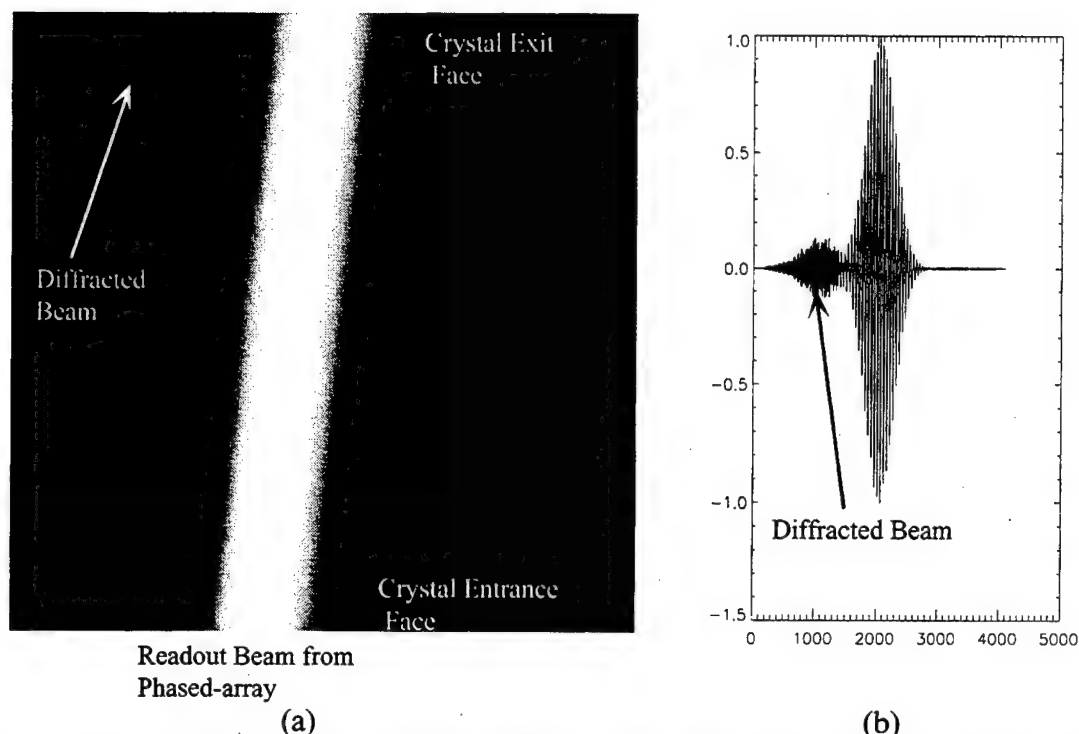 Crystal Exit
Face
Diffracted
Beam
Crystal Entrance
Face
Readout Beam from
Phased-array
(a)
1.0
0.5
0.0
−0.5
−1.0
−1.5
0 1000 2000 3000 4000 5000
Diffracted Beam
(b)